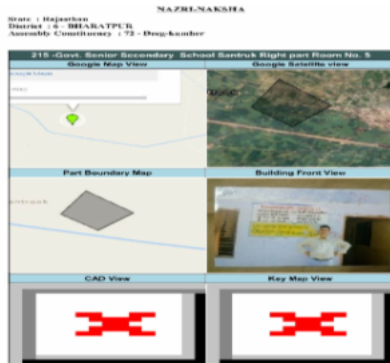 NAZRI-NAKSHA
State : Rajasthan
District : 6 - BHARATPUR
Assembly Constituency : 72 - Deeg-kumher
215 -Govt. Senior Secondary School Santruk Right part Room No. 5
Google Map View
Google Satellite view
Part Boundary Map
Building Front View
CAD View
Key Map View